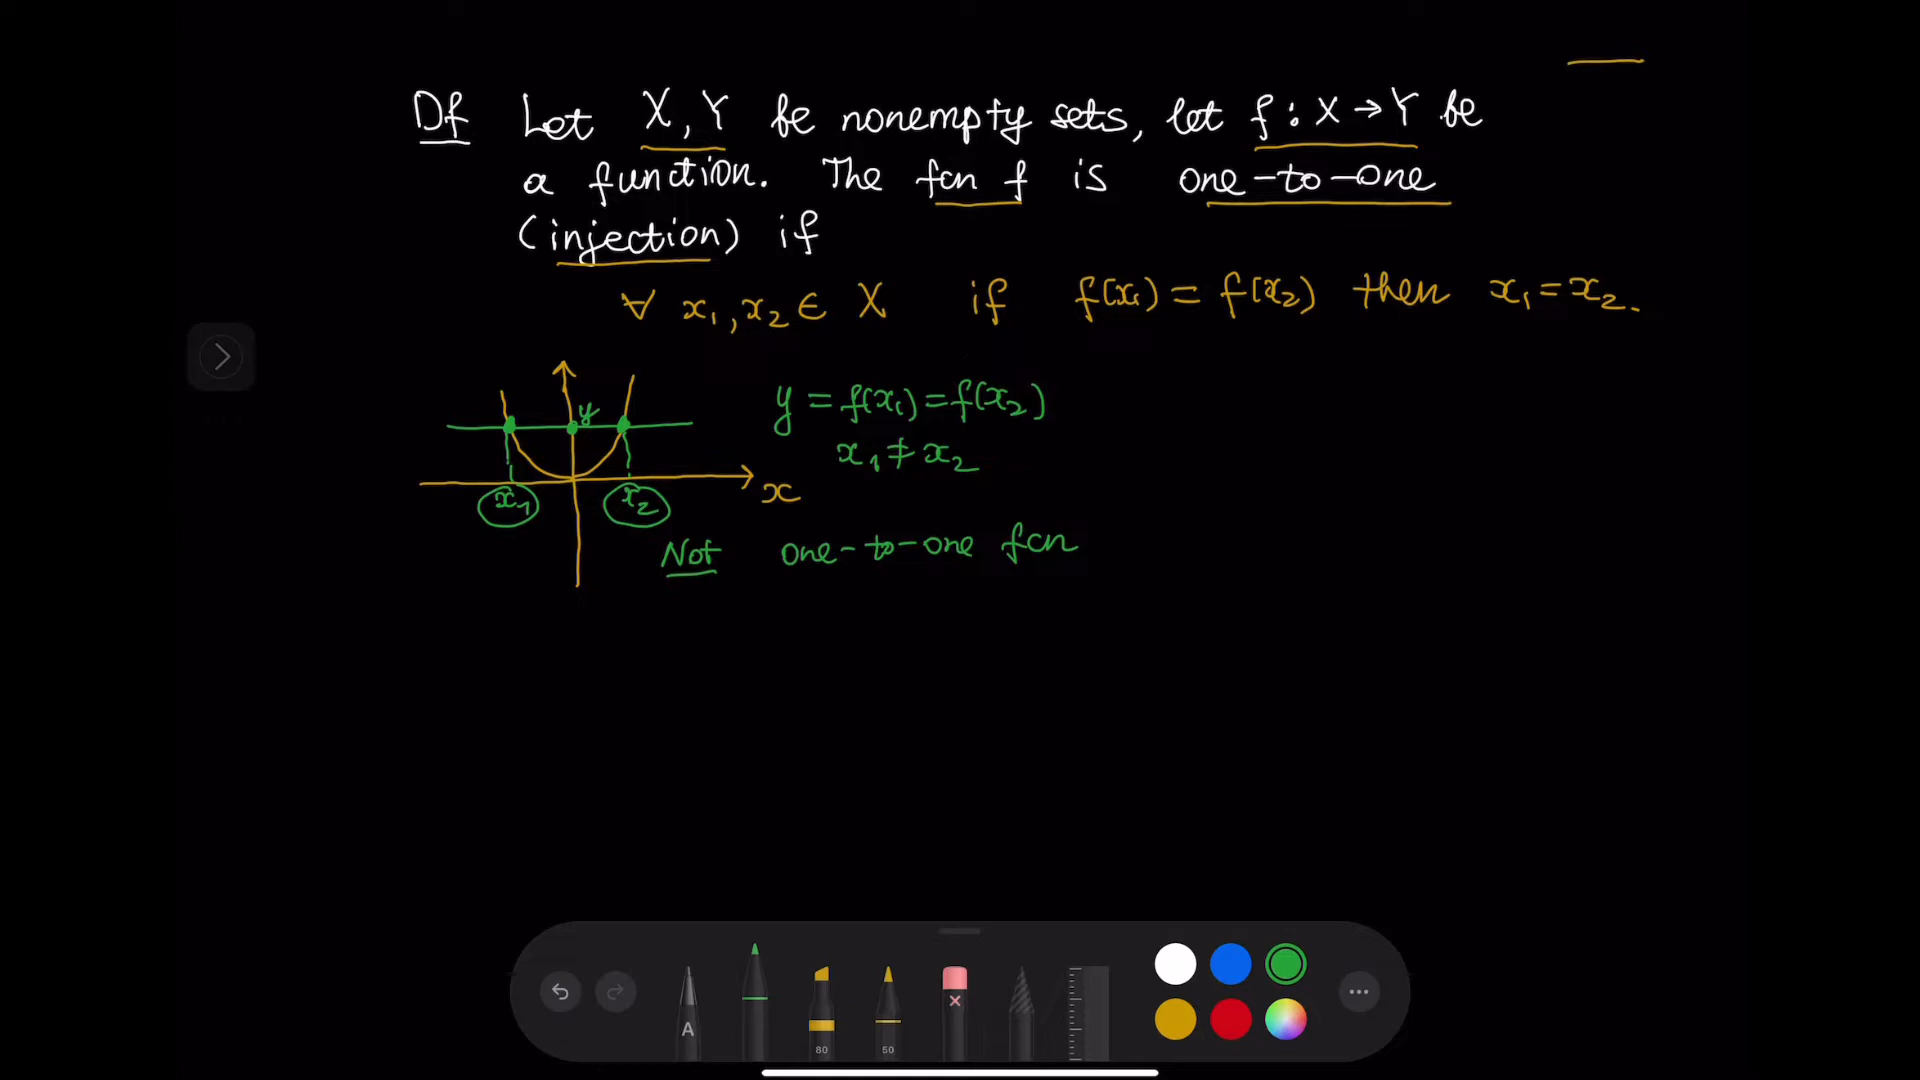 Df Let X, Y be nonempty sets, let f : X → Y be
a function. The fcn f is one-to-one
(injection) if
∀ x₁, x₂ ∈ X if f(x₁) = f(x₂) then x₁ = x₂.
y
y = f(x₁) = f(x₂)
x₁ ≠ x₂
x₁ x₂ x
Not one-to-one fcn
A 80 50